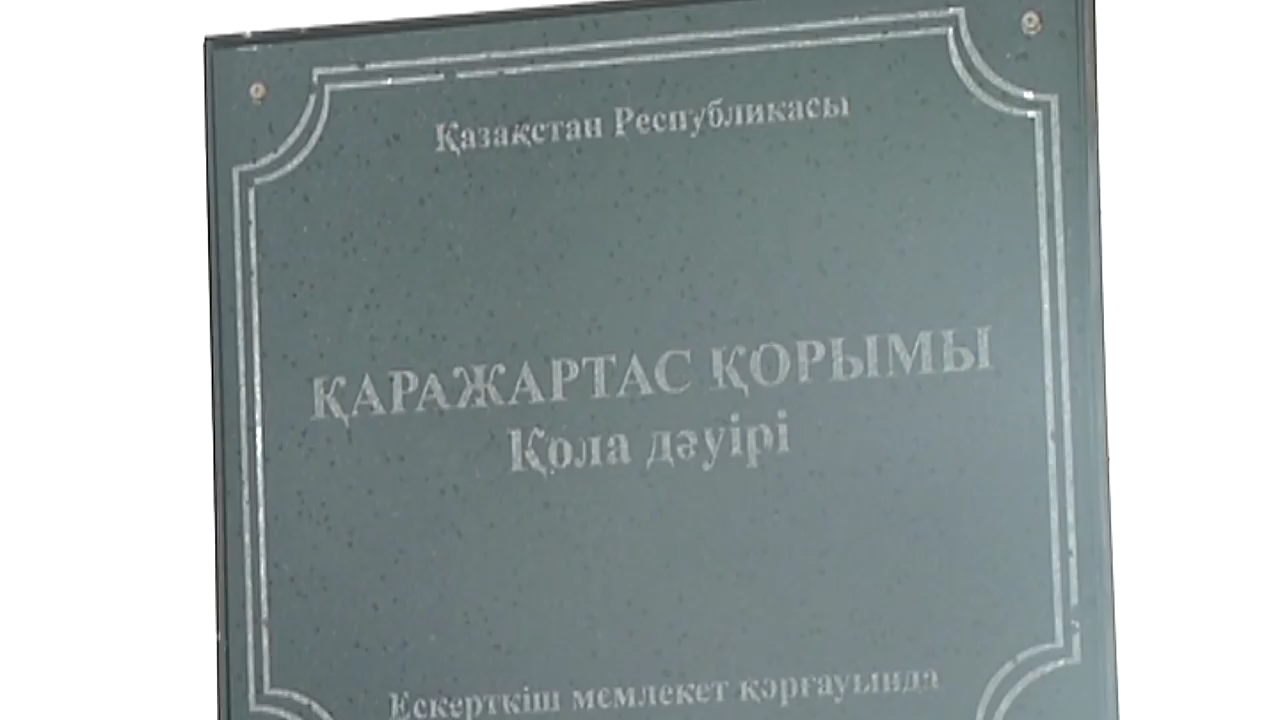 Қазақстан Республикасы
ҚАРАЖАРТАС ҚОРЫМЫ
Қола дәуірі
Ескерткіш мемлекет қорғауында